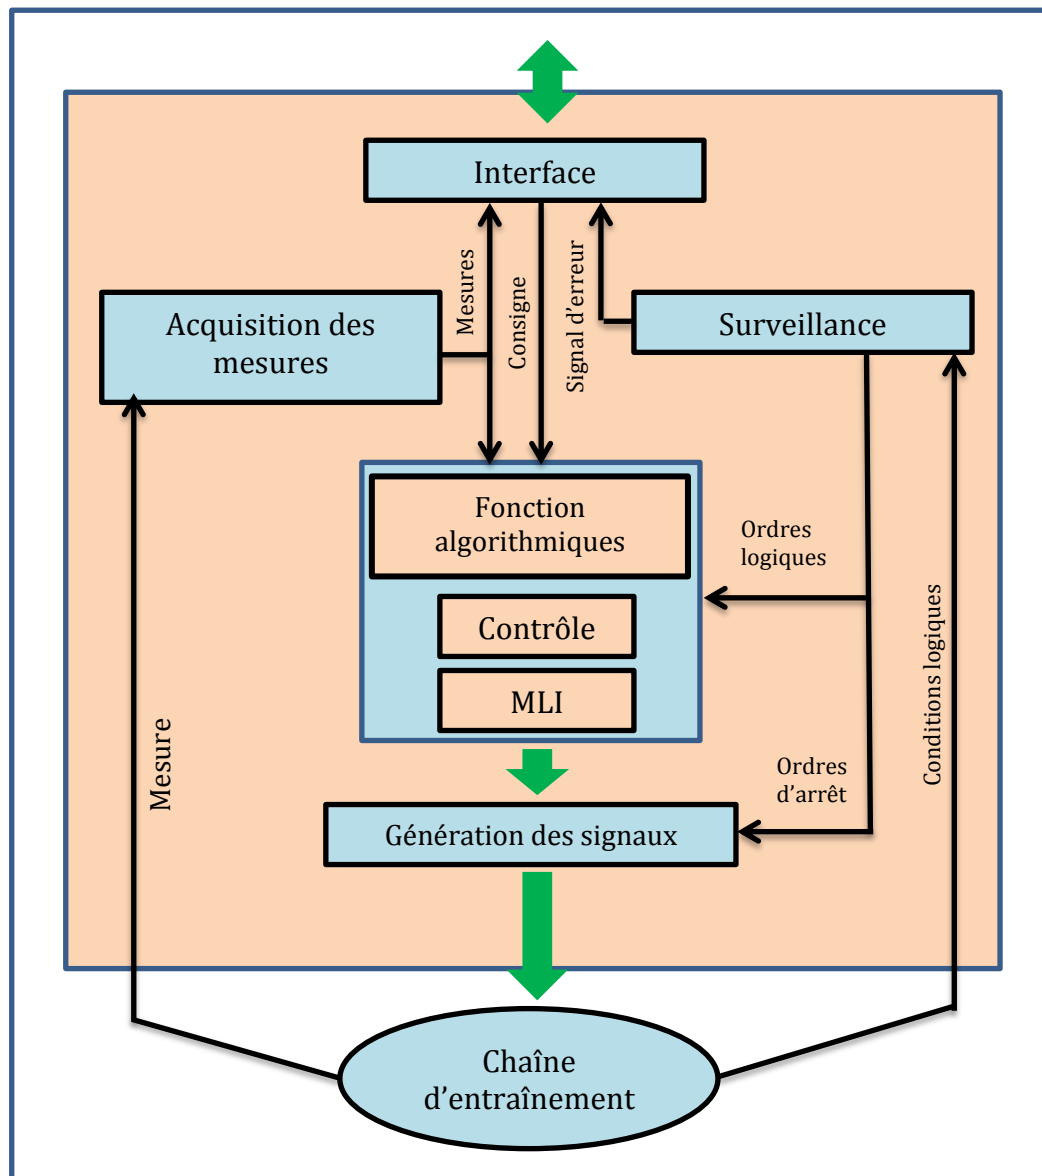 Interface
Mesures
Consigne
Signal d'erreur
Acquisition des
mesures
Surveillance
Fonction
algorithmiques
Ordres
logiques
Contrôle
MLI
Conditions logiques
Mesure
Ordres
d'arrêt
Génération des signaux
Chaîne
d'entraînement